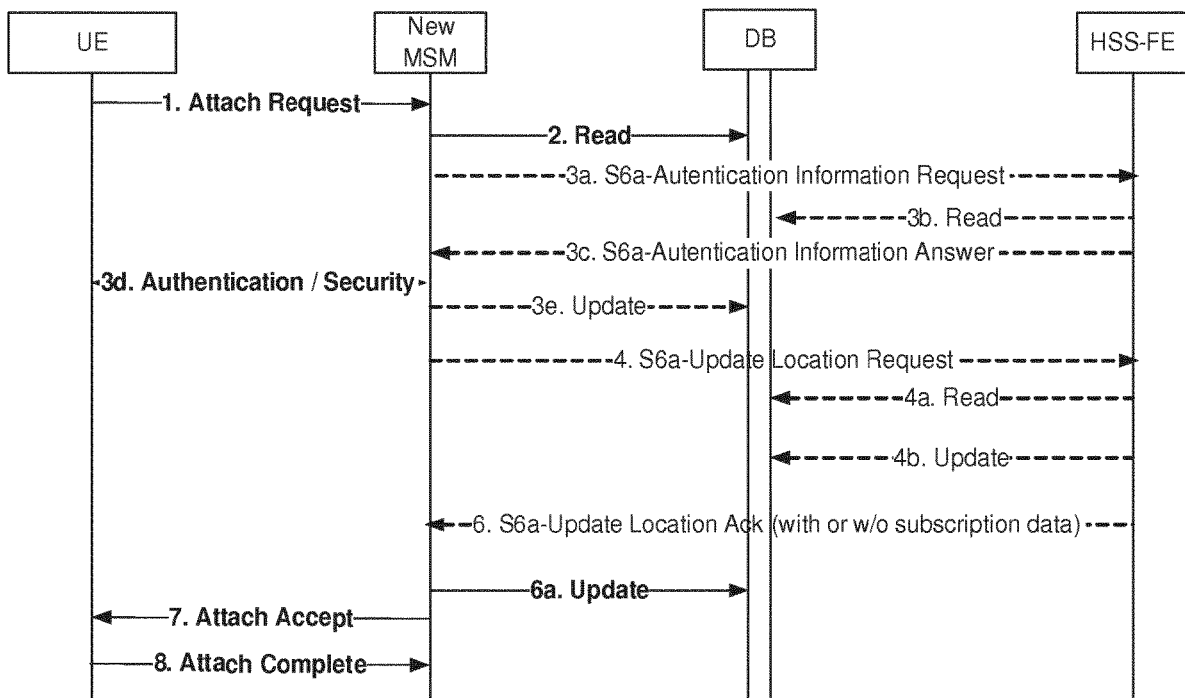 UE
New
MSM
DB
HSS-FE
1. Attach Request
2. Read
3a. S6a-Autentication Information Request
3b. Read
3c. S6a-Autentication Information Answer
3d. Authentication / Security
3e. Update
4. S6a-Update Location Request
4a. Read
4b. Update
6. S6a-Update Location Ack (with or w/o subscription data)
6a. Update
7. Attach Accept
8. Attach Complete